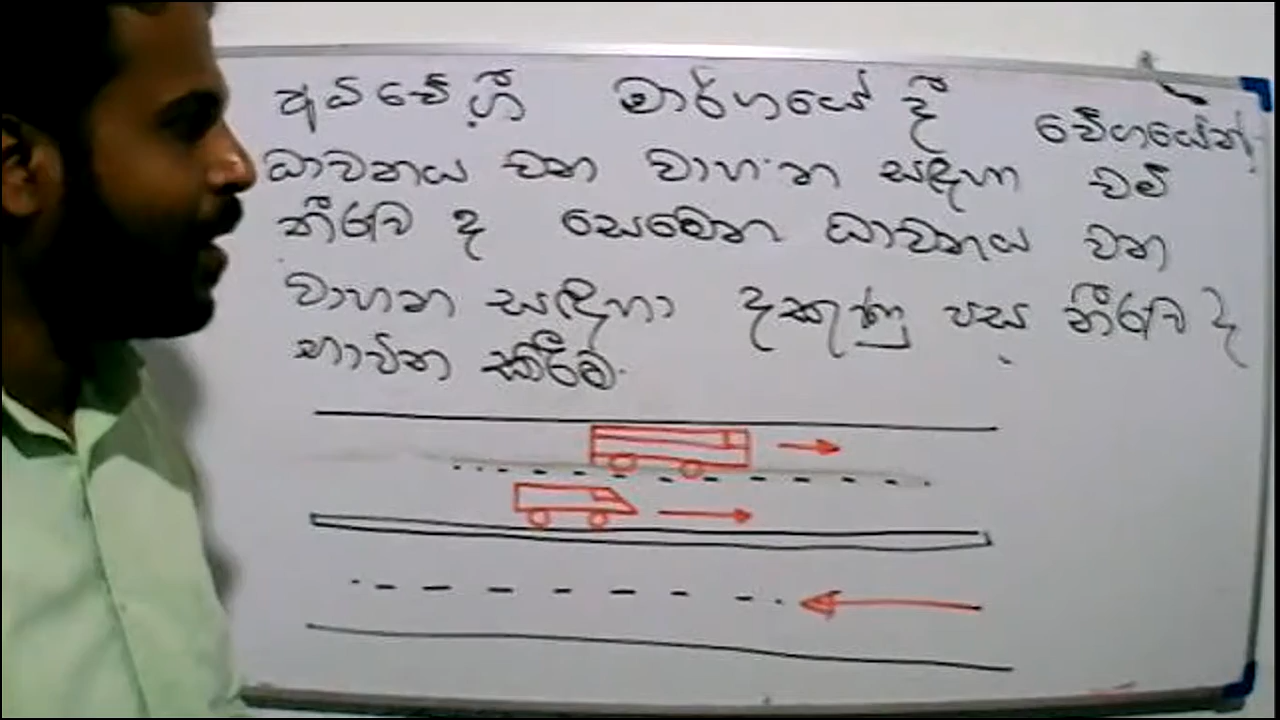 අධිවේගී මාර්ගයේ දී වේගයෙන්
ධාවනය වන වාහන සඳහා වම්
තීරුව ද සෙමෙන ධාවනය වන
වාහන සඳහා දකුණු පස තීරුව ද
භාවිත කිරීම.